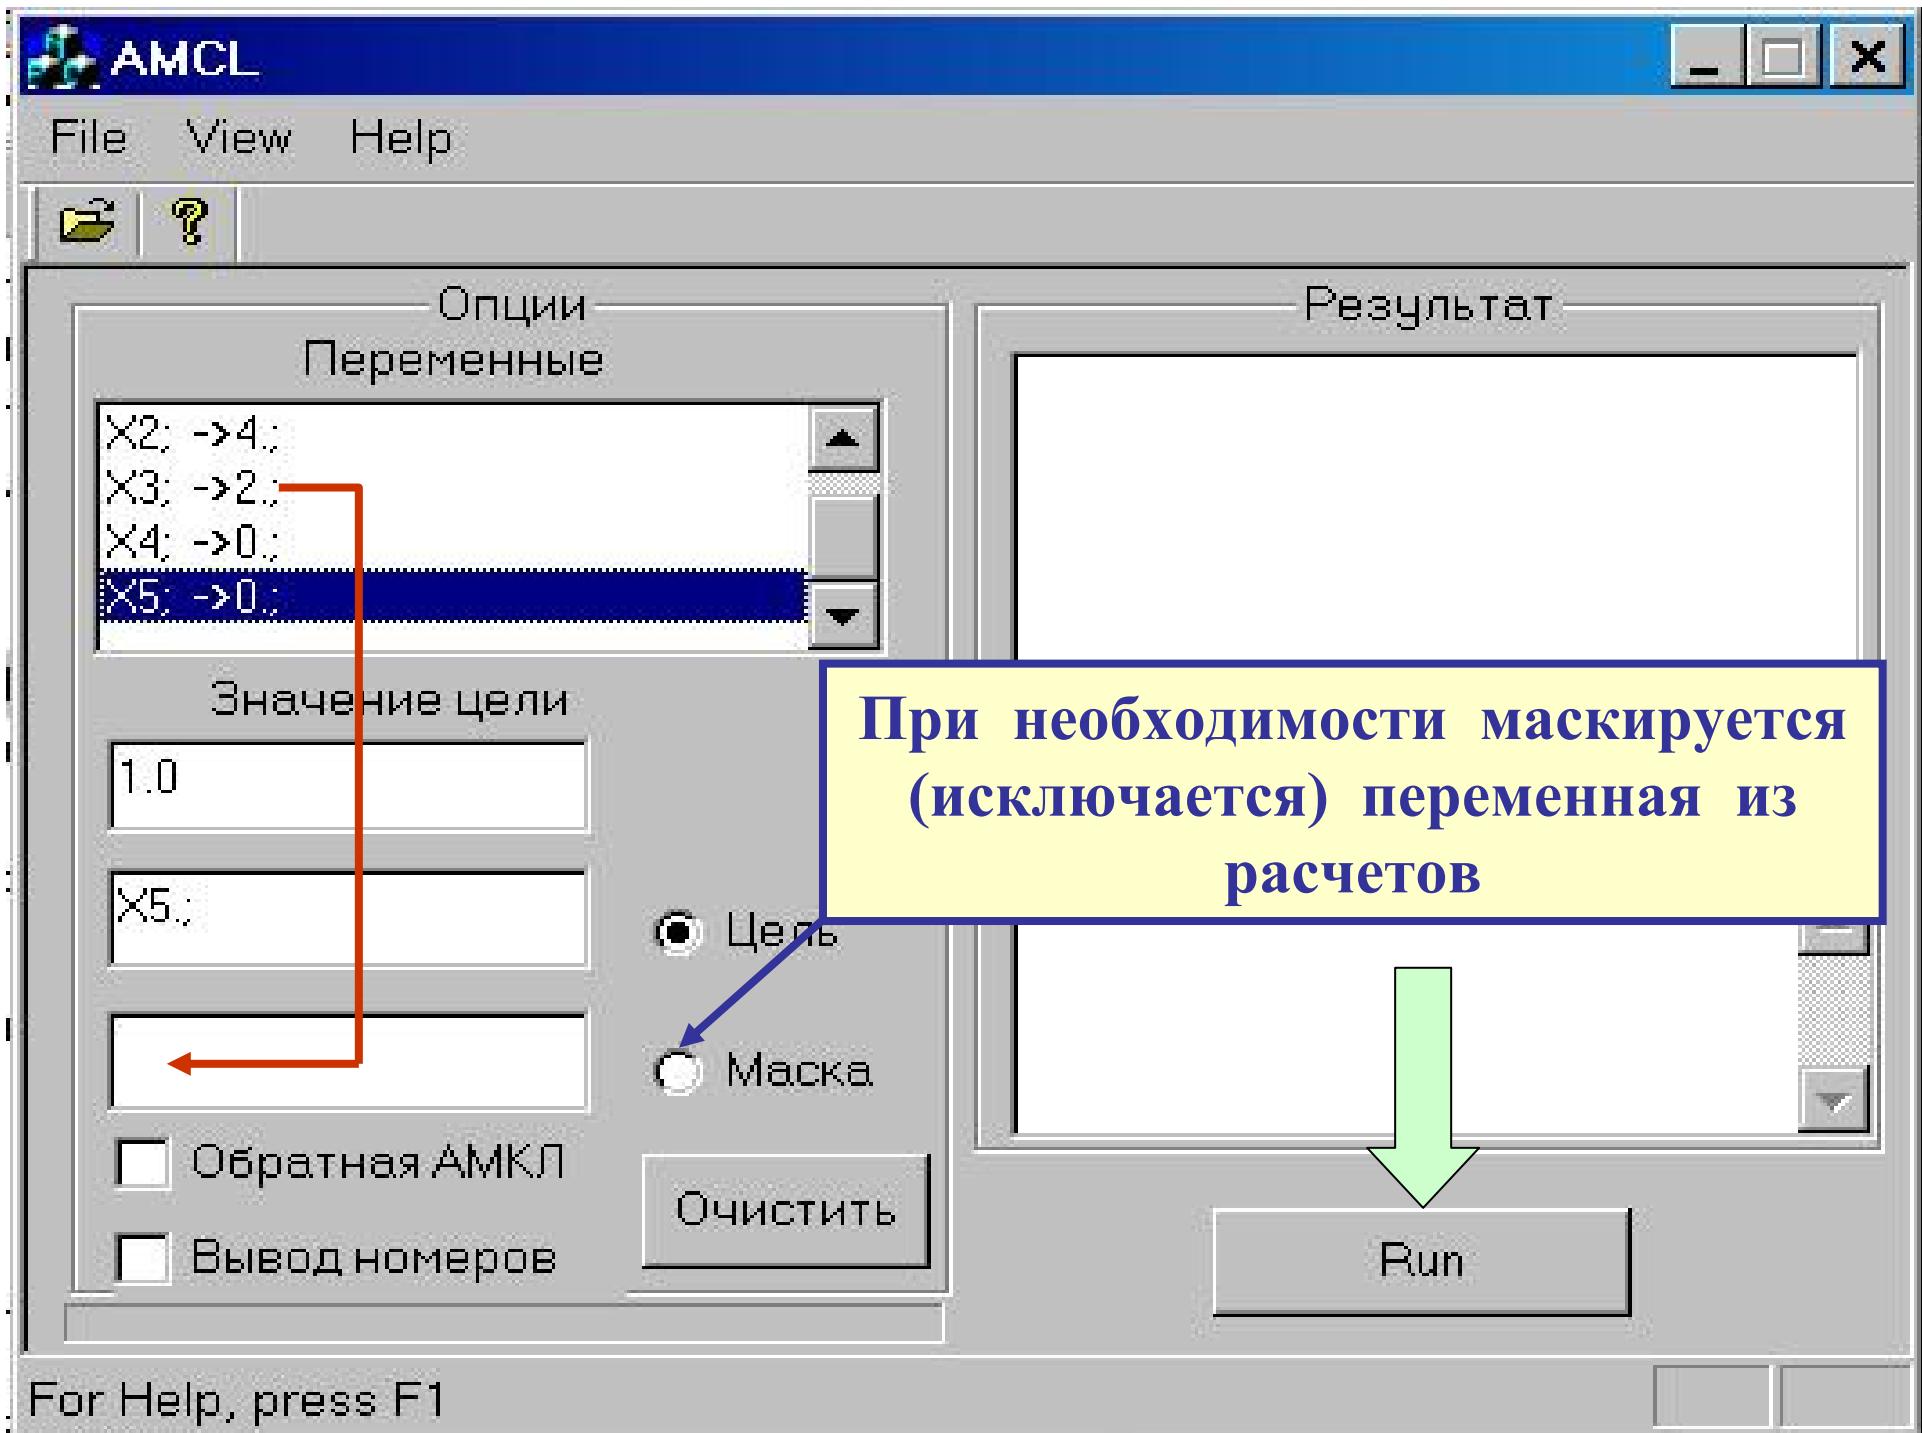 AMCL
File View Help
Опции
Переменные
X2; ->4.;
X3; ->2.;
X4; ->0.;
X5; ->0.;
Значение цели
1.0
X5.;
Цель
Маска
Обратная АМКЛ
Вывод номеров
Очистить
Результат
При необходимости маскируется
(исключается) переменная из
расчетов
Run
For Help, press F1